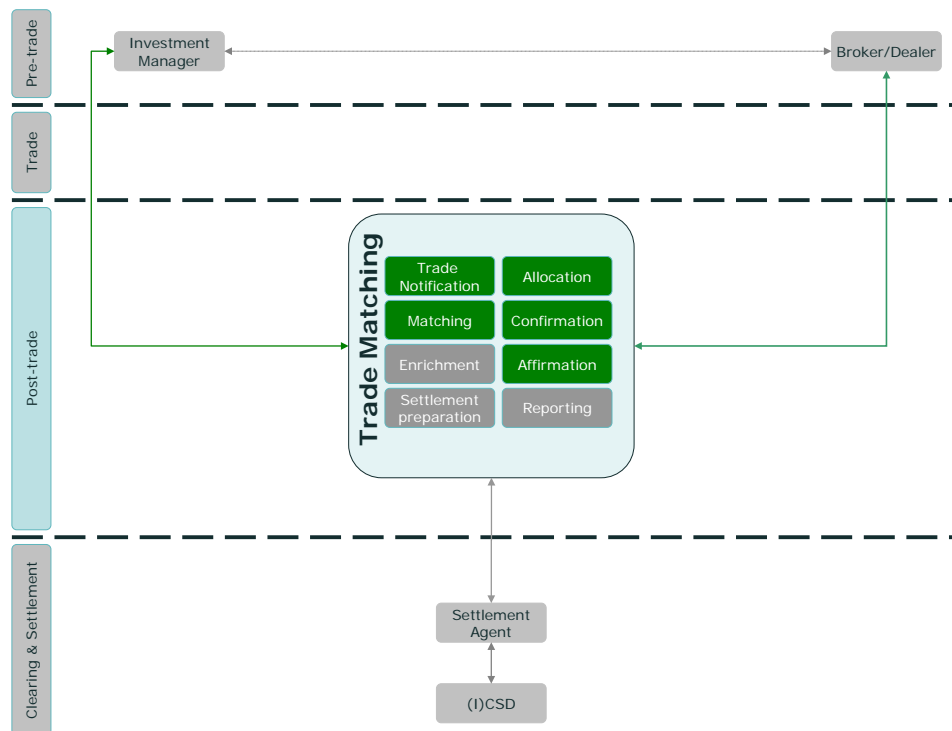 Pre-trade
Investment
Manager
Broker/Dealer
Trade
Post-trade
Trade Matching
Trade
Notification
Allocation
Matching
Confirmation
Enrichment
Affirmation
Settlement
preparation
Reporting
Clearing & Settlement
Settlement
Agent
(I)CSD